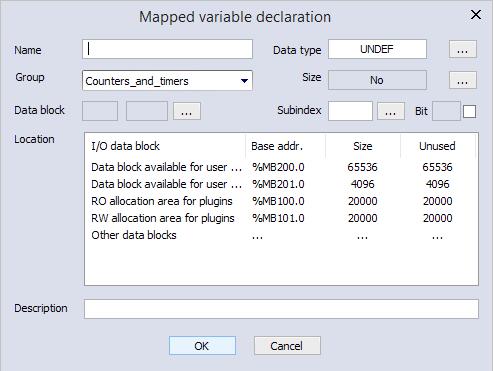 Mapped variable declaration
Name
Data type UNDEF ...
Group Counters_and_timers
Size No ...
Data block ...
Subindex ... Bit
Location
I/O data block Base addr. Size Unused
Data block available for user ... %MB200.0 65536 65536
Data block available for user ... %MB201.0 4096 4096
RO allocation area for plugins %MB100.0 20000 20000
RW allocation area for plugins %MB101.0 20000 20000
Other data blocks ... ... ...
Description
OK Cancel